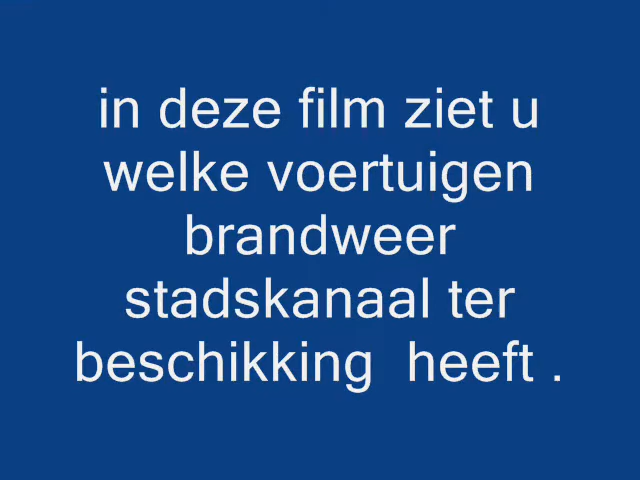 in deze film ziet u
welke voertuigen
brandweer
stadskanaal ter
beschikking  heeft .